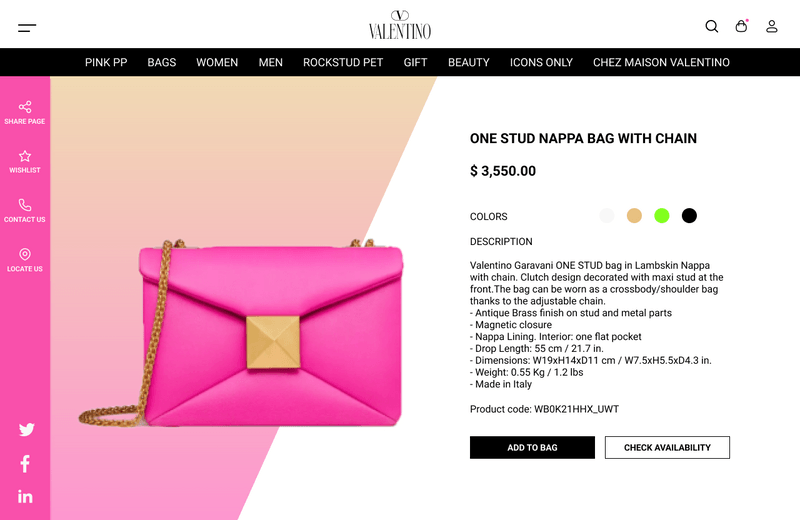 VALENTINO
PINK PP BAGS WOMEN MEN ROCKSTUD PET GIFT BEAUTY ICONS ONLY CHEZ MAISON VALENTINO
SHARE PAGE
WISHLIST
CONTACT US
LOCATE US
ONE STUD NAPPA BAG WITH CHAIN
$ 3,550.00
COLORS
DESCRIPTION
Valentino Garavani ONE STUD bag in Lambskin Nappa
with chain. Clutch design decorated with maxi stud at the
front.The bag can be worn as a crossbody/shoulder bag
thanks to the adjustable chain.
- Antique Brass finish on stud and metal parts
- Magnetic closure
- Nappa Lining. Interior: one flat pocket
- Drop Length: 55 cm / 21.7 in.
- Dimensions: W19xH14xD11 cm / W7.5xH5.5xD4.3 in.
- Weight: 0.55 Kg / 1.2 lbs
- Made in Italy
Product code: WB0K21HHX_UWT
ADD TO BAG CHECK AVAILABILITY